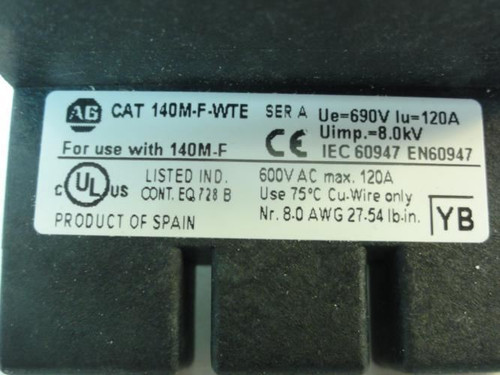 AB CAT 140M-F-WTE SER A Ue=690V Iu=120A
Uimp.=8.0kV
For use with 140M-F CE IEC 60947 EN60947
c UL US LISTED IND. 600V AC max. 120A
CONT. EQ 728 B Use 75°C Cu-Wire only
PRODUCT OF SPAIN Nr. 8-0 AWG 27-54 lb-in. YB